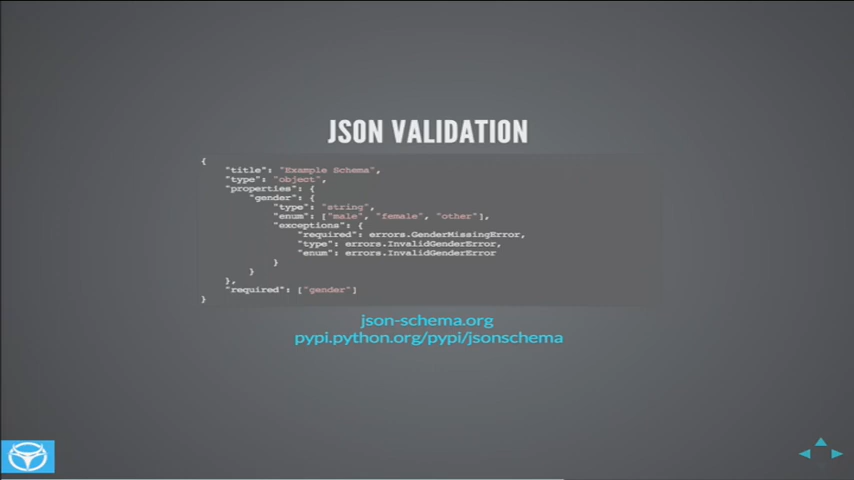 JSON VALIDATION
{
"title": "Example Schema",
"type": "object",
"properties": {
"gender": {
"type": "string",
"enum": ["male", "female", "other"],
"exceptions": {
"required": errors.GenderMissingError,
"type": errors.InvalidGenderError,
"enum": errors.InvalidGenderError
}
}
},
"required": ["gender"]
}
json-schema.org
pypi.python.org/pypi/jsonschema